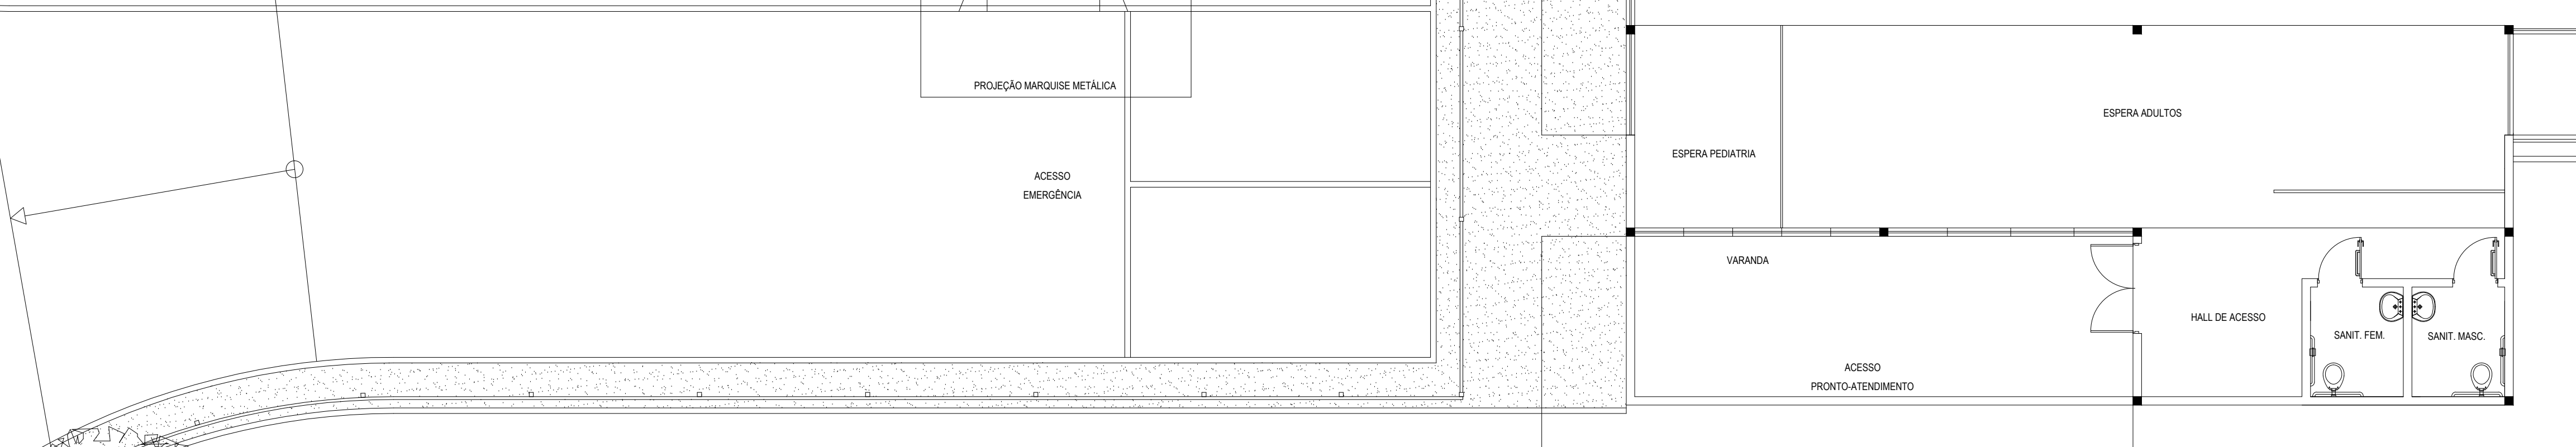 PROJEÇÃO MARQUISE METÁLICA
ACESSO
EMERGÊNCIA
ESPERA PEDIATRIA
ESPERA ADULTOS
VARANDA
HALL DE ACESSO
SANIT. FEM.
SANIT. MASC.
ACESSO
PRONTO-ATENDIMENTO